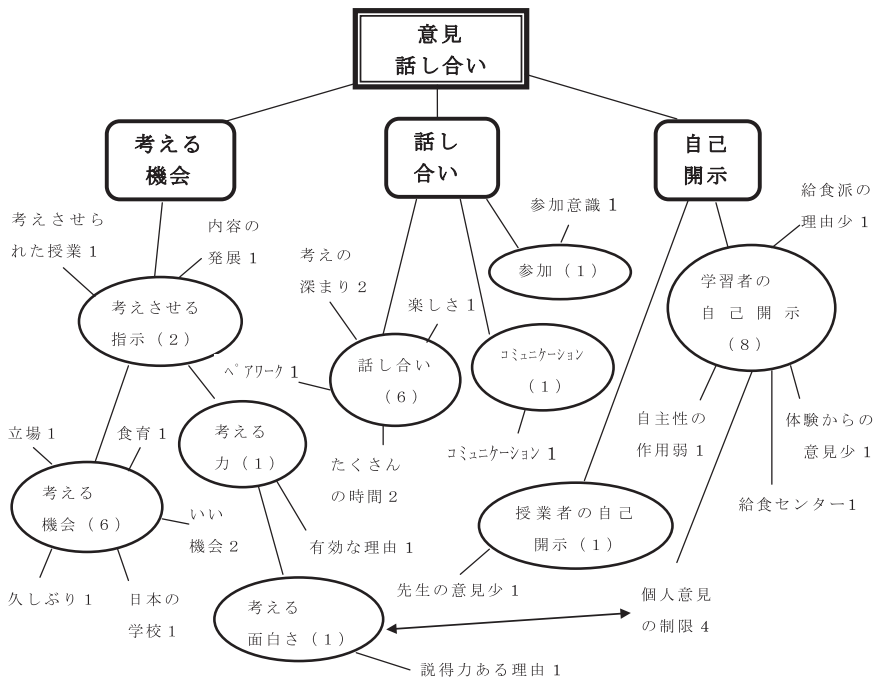 意見
話し合い
考える
機会
話し
合い
自己
開示
考えさせら
れた授業 1
内容の
発展 1
考えさせる
指示（2）
立場 1
食育 1
考える
機会（6）
いい
機会 2
久しぶり 1
日本の
学校 1
考える
力（1）
有効な理由 1
考える
面白さ（1）
説得力ある理由 1
考えの
深まり 2
楽しさ 1
ﾍﾟｱﾜｰｸ 1
話し合い
（6）
たくさん
の時間 2
参加意識 1
参加（1）
ｺﾐｭﾆｹｰｼｮﾝ
（1）
ｺﾐｭﾆｹｰｼｮﾝ 1
給食派の
理由少 1
学習者の
自己開示
（8）
自主性の
作用弱 1
体験からの
意見少 1
給食センター1
授業者の自己
開示（1）
先生の意見少 1
個人意見
の制限 4